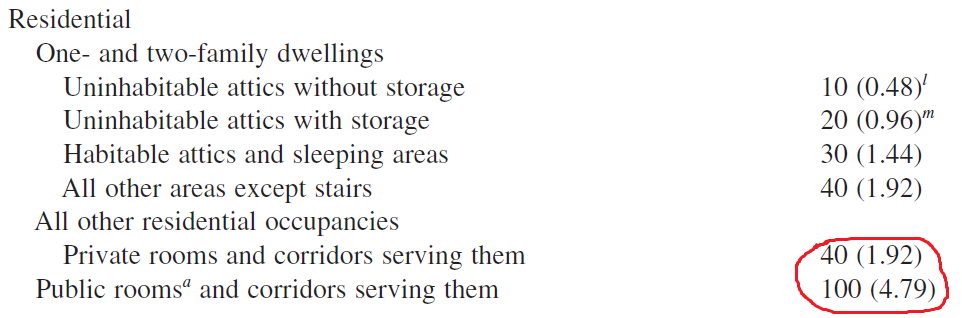 Residential
One- and two-family dwellings
Uninhabitable attics without storage 10 (0.48)l
Uninhabitable attics with storage 20 (0.96)m
Habitable attics and sleeping areas 30 (1.44)
All other areas except stairs 40 (1.92)
All other residential occupancies
Private rooms and corridors serving them 40 (1.92)
Public roomsa and corridors serving them 100 (4.79)